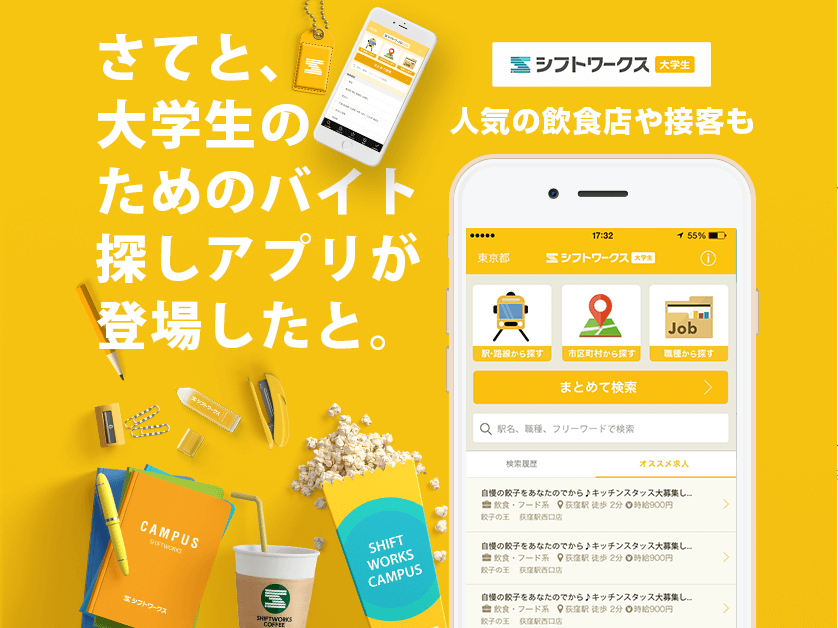 さてと、
大学生の
ためのバイト
探しアプリが
登場したと。
シフトワークス 大学生
人気の飲食店や接客も
17:32
55%
東京都
シフトワークス 大学生
駅・路線から探す
市区町村から探す
Job
職種から探す
まとめて検索
駅名、職種、フリーワードで検索
検索履歴
オススメ求人
自慢の餃子をあなたのでから♪キッチンスタッス大募集し...
飲食・フード系 荻窪駅 徒歩 2分 時給900円
餃子の王 荻窪駅西口店
自慢の餃子をあなたのでから♪キッチンスタッス大募集し...
飲食・フード系 荻窪駅 徒歩 2分 時給900円
餃子の王 荻窪駅西口店
自慢の餃子をあなたのでから♪キッチンスタッス大募集し...
飲食・フード系 荻窪駅 徒歩 2分 時給900円
シフトワークス
CAMPUS
SHIFTWORKS
シフトワークス
SHIFT
WORKS
CAMPUS
SHIFTWORKS
COFFEE